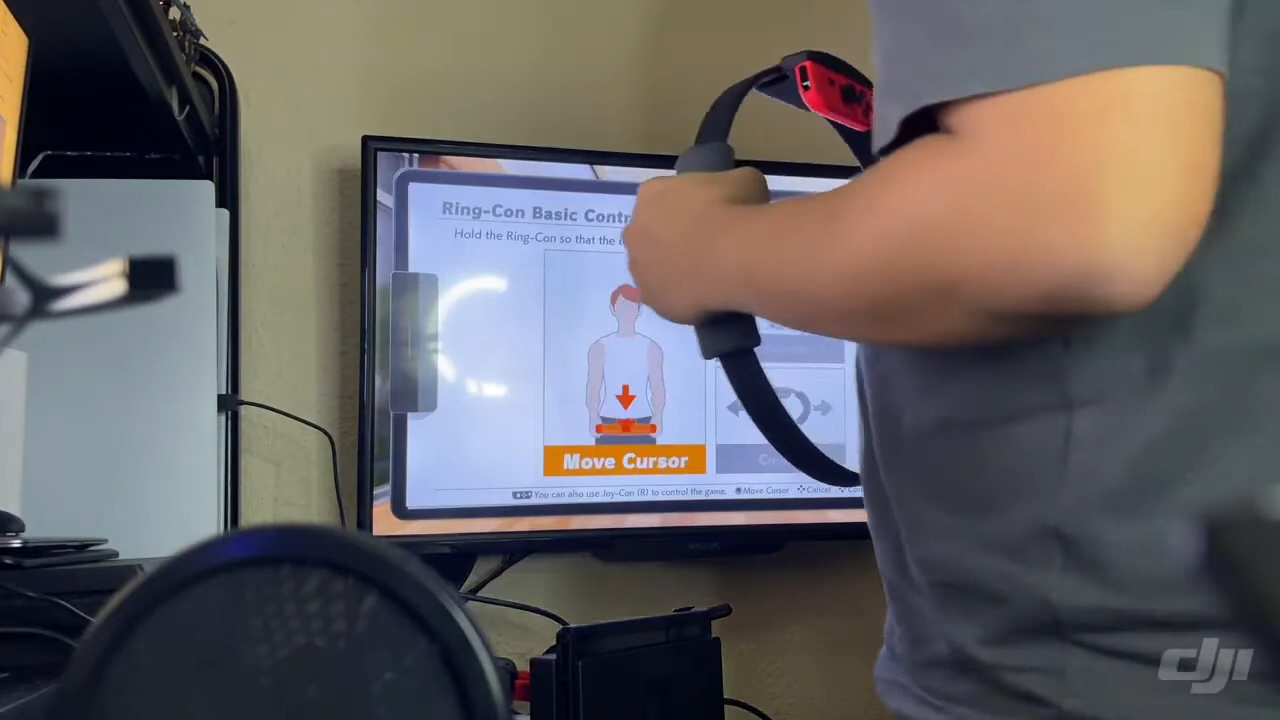 Ring-Con Basic Contr
Hold the Ring-Con so that the
Move Cursor
You can also use Joy-Con (R) to control the game. Move Cursor Cancel
dji